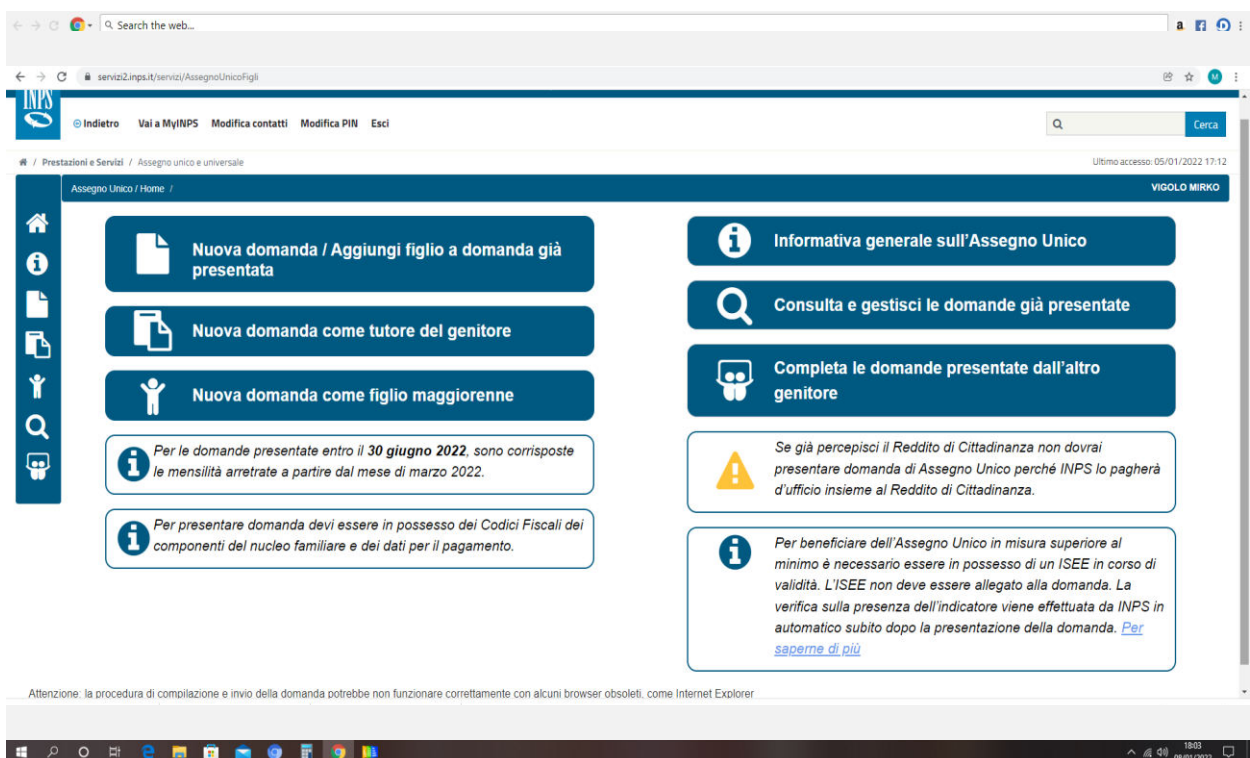 Search the web...
a
servizi2.inps.it/servizi/AssegnoUnicoFigli
M
INPS
Indietro Vai a MyINPS Modifica contatti Modifica PIN Esci
Cerca
/ Prestazioni e Servizi / Assegno unico e universale
Ultimo accesso: 05/01/2022 17:12
Assegno Unico / Home /
VIGOLO MIRKO
Nuova domanda / Aggiungi figlio a domanda già
presentata
Nuova domanda come tutore del genitore
Nuova domanda come figlio maggiorenne
Per le domande presentate entro il 30 giugno 2022, sono corrisposte
le mensilità arretrate a partire dal mese di marzo 2022.
Per presentare domanda devi essere in possesso dei Codici Fiscali dei
componenti del nucleo familiare e dei dati per il pagamento.
Informativa generale sull'Assegno Unico
Consulta e gestisci le domande già presentate
Completa le domande presentate dall'altro
genitore
Se già percepisci il Reddito di Cittadinanza non dovrai
presentare domanda di Assegno Unico perché INPS lo pagherà
d'ufficio insieme al Reddito di Cittadinanza.
Per beneficiare dell'Assegno Unico in misura superiore al
minimo è necessario essere in possesso di un ISEE in corso di
validità. L'ISEE non deve essere allegato alla domanda. La
verifica sulla presenza dell'indicatore viene effettuata da INPS in
automatico subito dopo la presentazione della domanda. Per
saperne di più
Attenzione: la procedura di compilazione e invio della domanda potrebbe non funzionare correttamente con alcuni browser obsoleti, come Internet Explorer
18:03